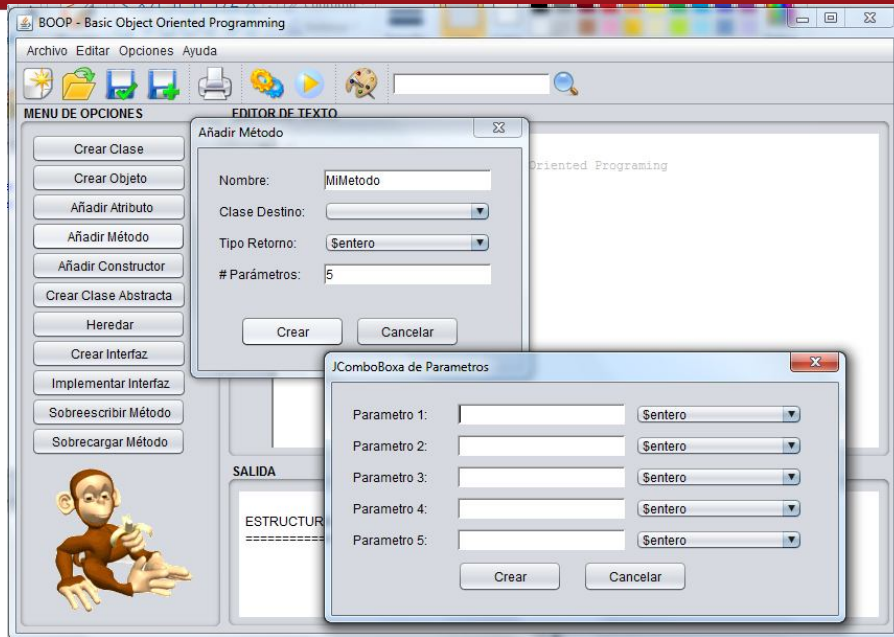 BOOP - Basic Object Oriented Programming
Archivo Editar Opciones Ayuda
MENU DE OPCIONES
EDITOR DE TEXTO
Crear Clase
Crear Objeto
Añadir Atributo
Añadir Método
Añadir Constructor
Crear Clase Abstracta
Heredar
Crear Interfaz
Implementar Interfaz
Sobreescribir Método
Sobrecargar Método
Oriented Programing
Añadir Método
Nombre: MiMetodo
Clase Destino:
Tipo Retorno: $entero
# Parámetros: 5
Crear Cancelar
JComboBoxa de Parametros
Parametro 1: $entero
Parametro 2: $entero
Parametro 3: $entero
Parametro 4: $entero
Parametro 5: $entero
Crear Cancelar
SALIDA
ESTRUCTUR
===========